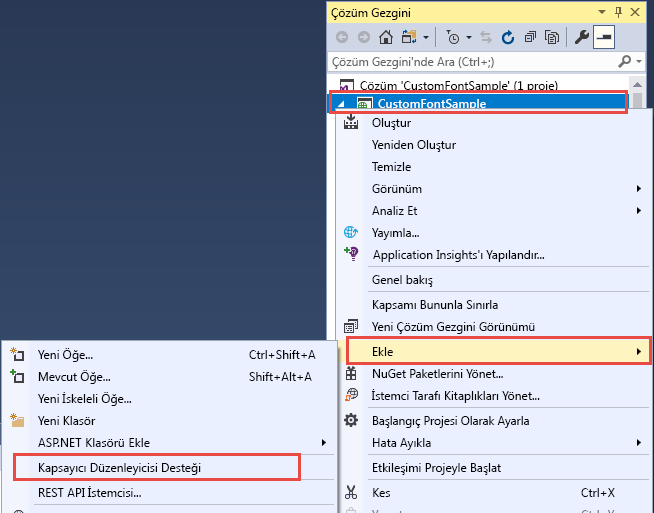 Çözüm Gezgini
Çözüm Gezgini'nde Ara (Ctrl+;)
Çözüm 'CustomFontSample' (1 proje)
CustomFontSample
Oluştur
Yeniden Oluştur
Temizle
Görünüm
Analiz Et
Yayımla...
Application Insights'ı Yapılandır...
Genel bakış
Kapsamı Bununla Sınırla
Yeni Çözüm Gezgini Görünümü
Ekle
NuGet Paketlerini Yönet...
İstemci Tarafı Kitaplıkları Yönet...
Başlangıç Projesi Olarak Ayarla
Hata Ayıkla
Etkileşimi Projeyle Başlat
Kes Ctrl+X
Yeni Öğe... Ctrl+Shift+A
Mevcut Öğe... Shift+Alt+A
Yeni İskeleli Öğe...
Yeni Klasör
ASP.NET Klasörü Ekle
Kapsayıcı Düzenleyicisi Desteği
REST API İstemcisi...